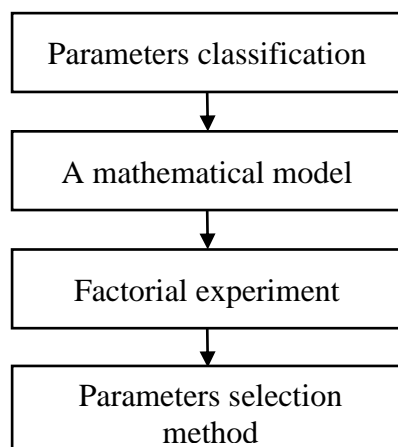 Parameters classification
A mathematical model
Factorial experiment
Parameters selection
method